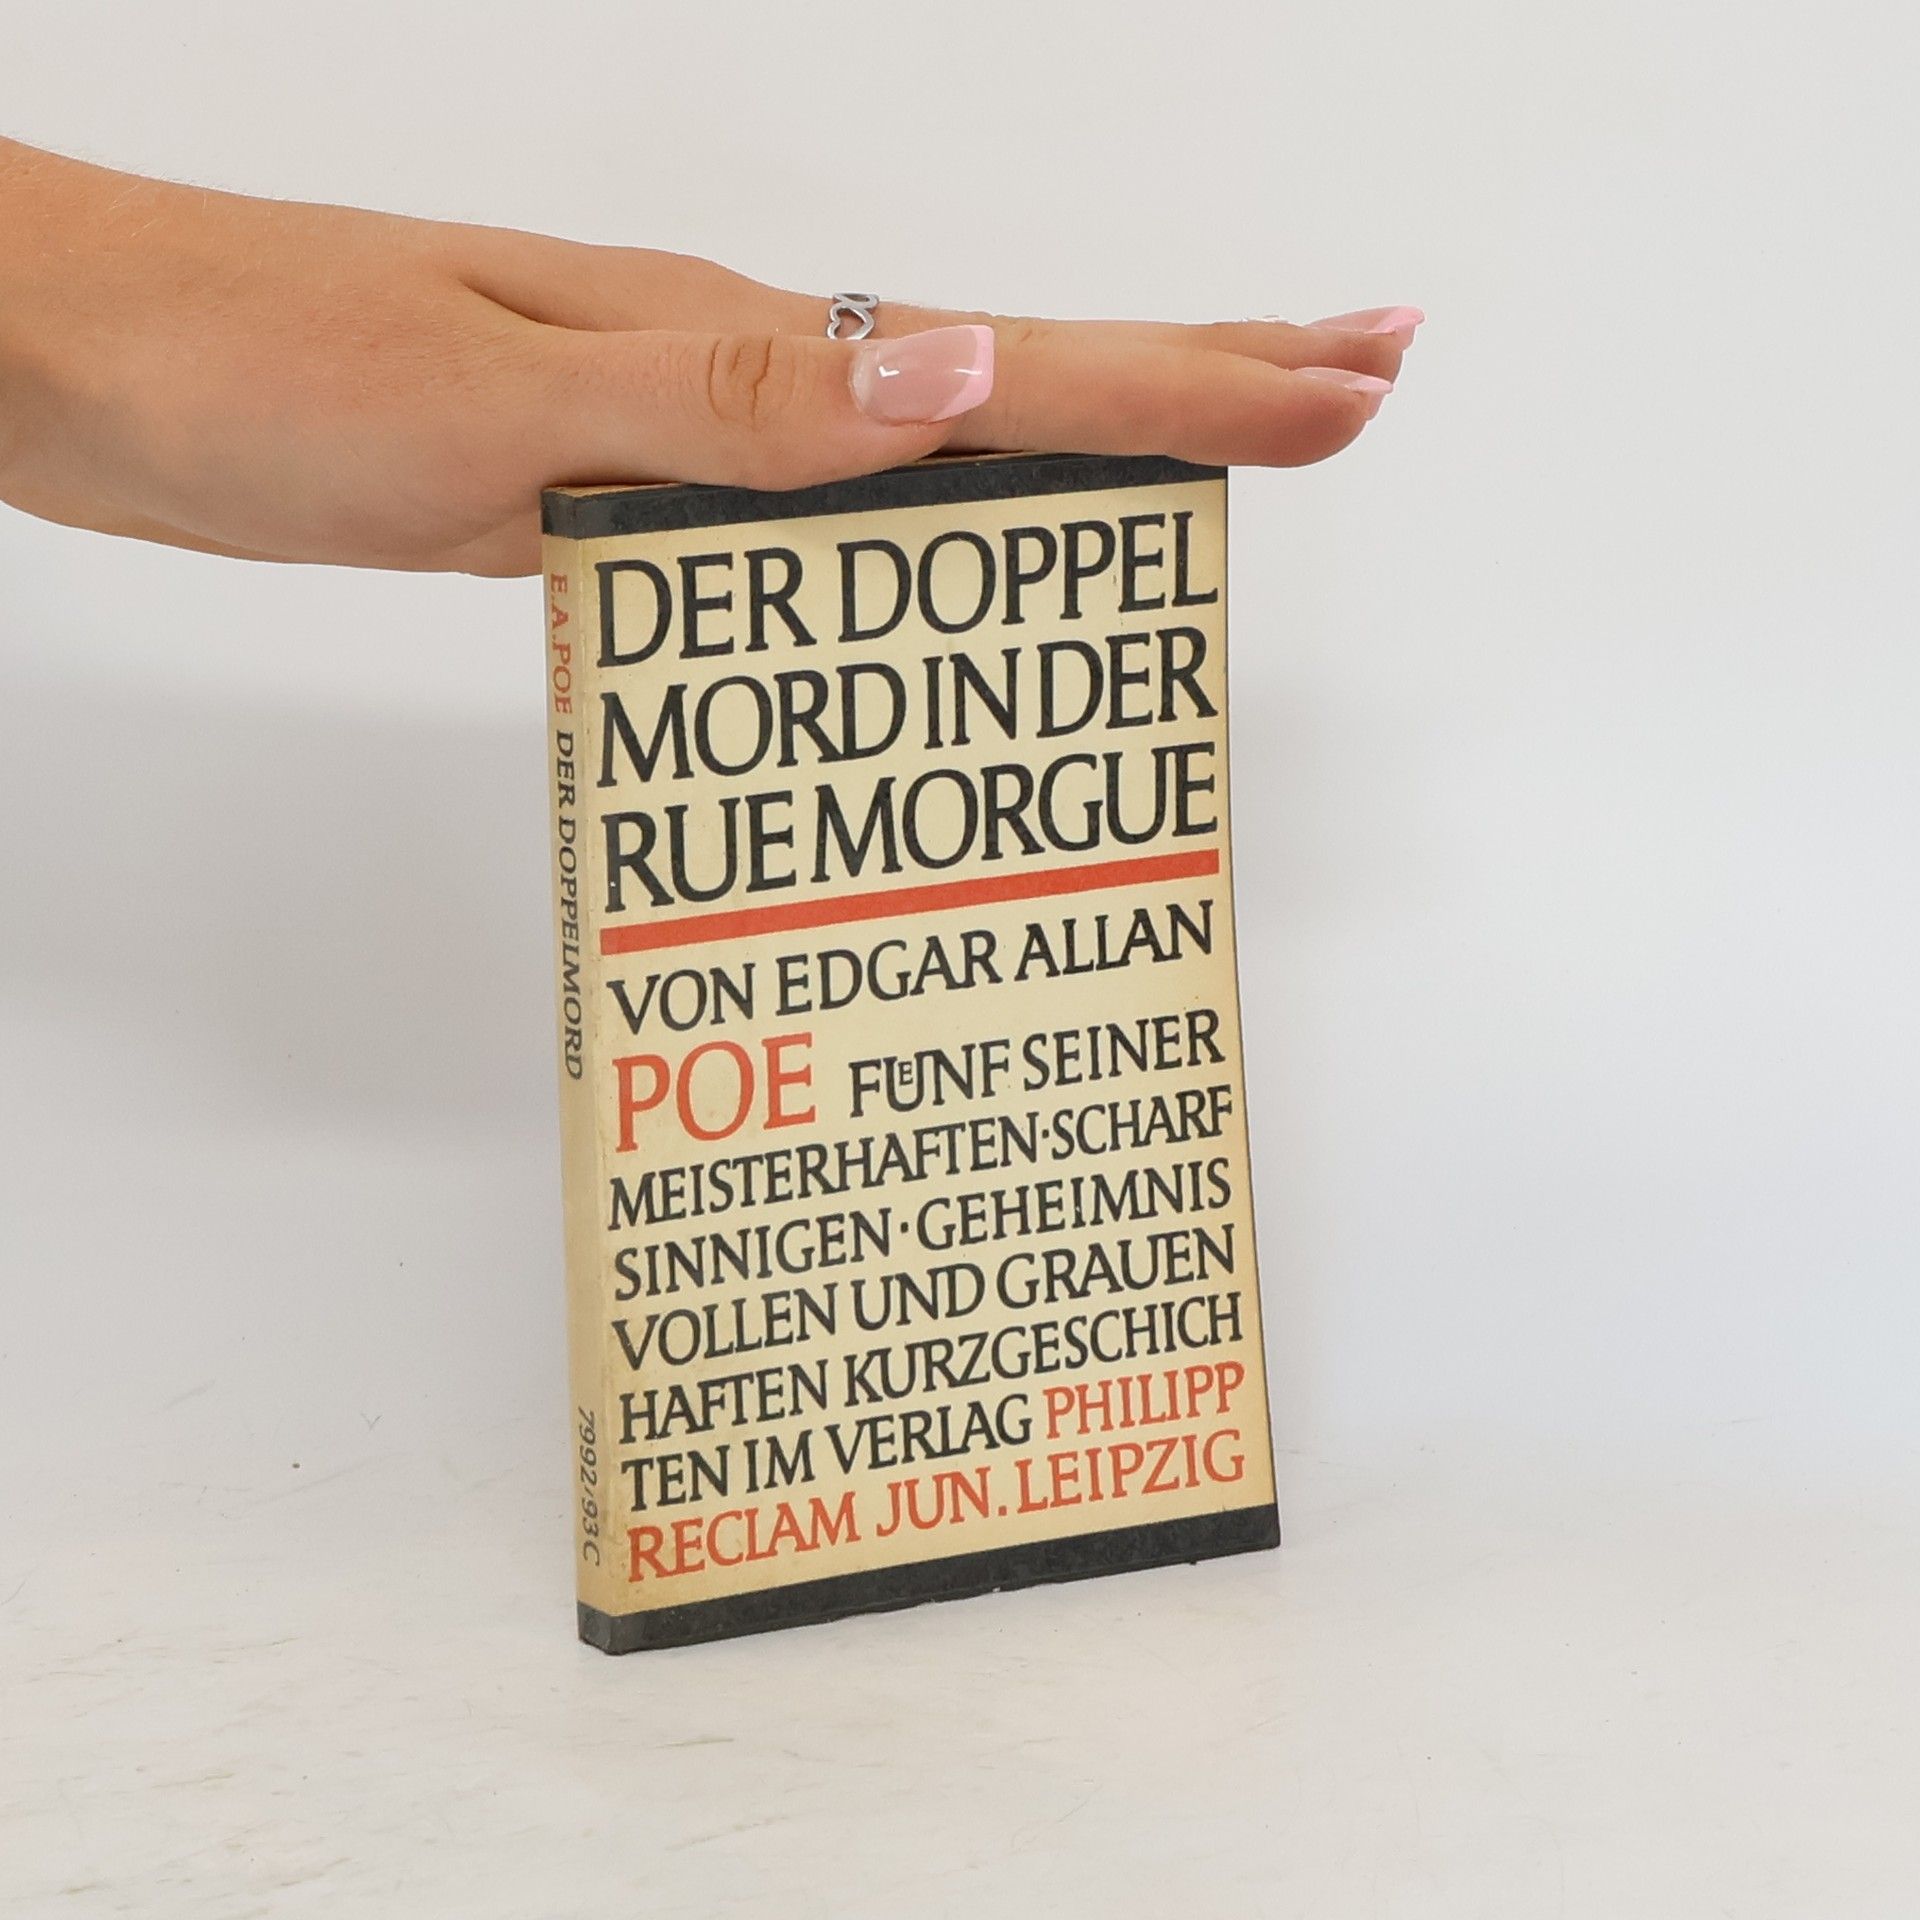 DER DOPPEL
MORD IN DER
RUE MORGUE
VON EDGAR ALLAN
POE FUENF SEINER
MEISTERHAFTEN·SCHARF
SINNIGEN·GEHEIMNIS
VOLLEN UND GRAUEN
HAFTEN KURZGESCHICH
TEN IM VERLAG PHILIPP
RECLAM JUN. LEIPZIG
E.A.POE DER DOPPELMORD
7992/93C